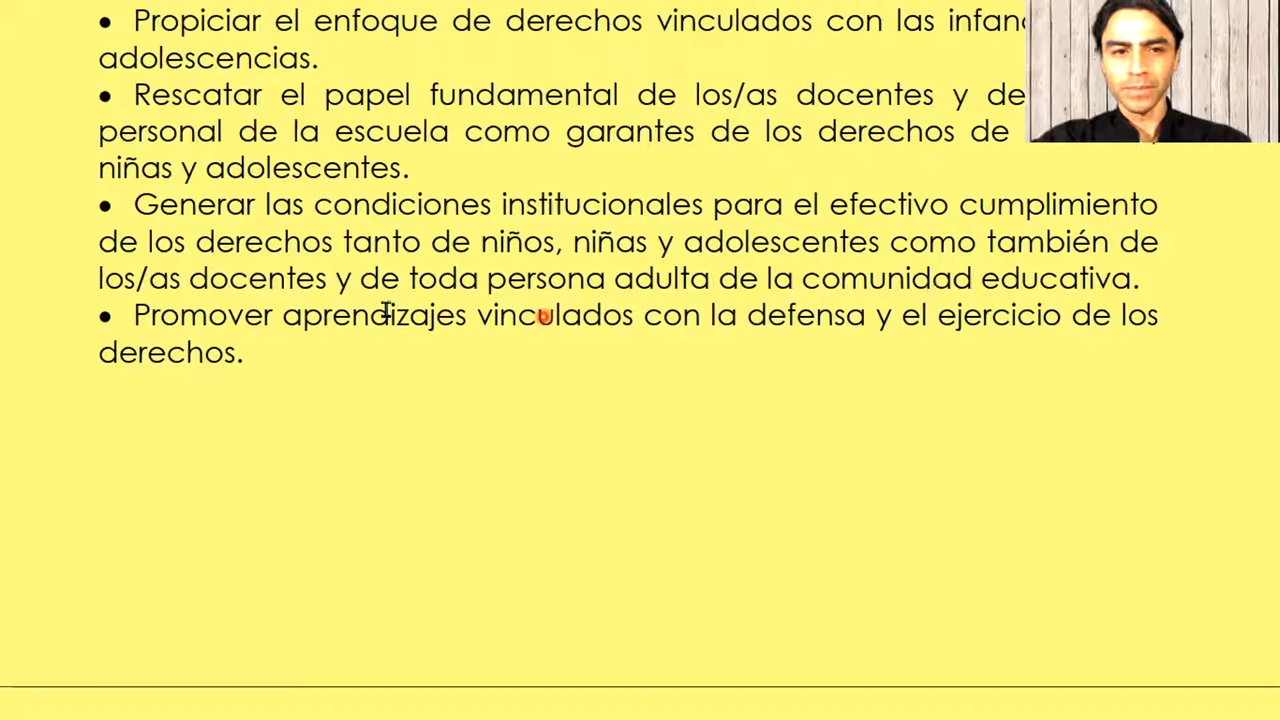 • Propiciar el enfoque de derechos vinculados con las
adolescencias.
• Rescatar el papel fundamental de los/as docentes y de
personal de la escuela como garantes de los derechos de
niñas y adolescentes.
• Generar las condiciones institucionales para el efectivo cumplimiento
de los derechos tanto de niños, niñas y adolescentes como también de
los/as docentes y de toda persona adulta de la comunidad educativa.
• Promover aprendizajes vinculados con la defensa y el ejercicio de los
derechos.